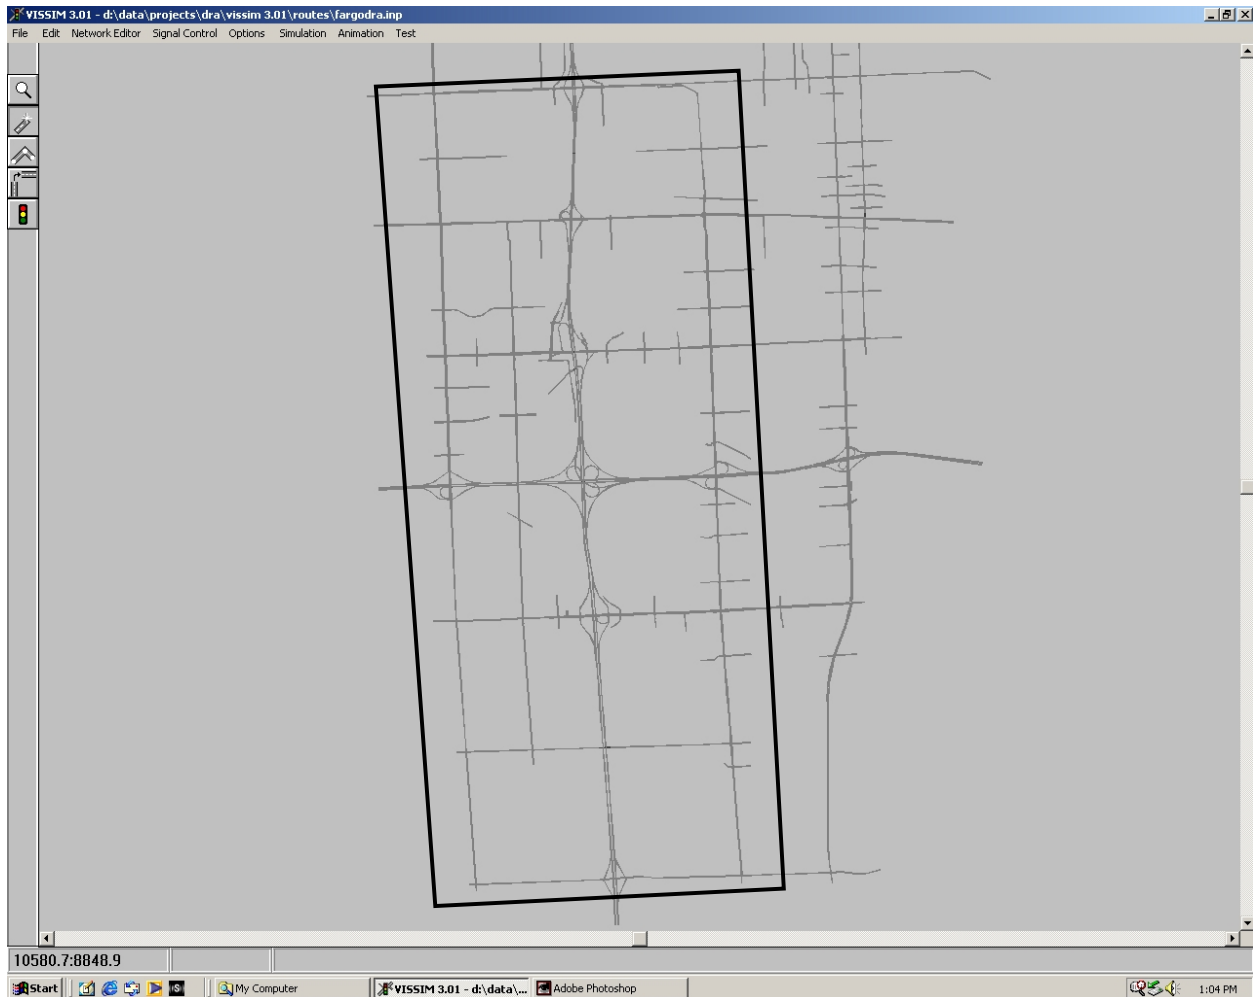 VISSIM 3.01 - d:\data\projects\dra\vissim 3.01\routes\fargodra.inp
File Edit Network Editor Signal Control Options Simulation Animation Test
10580.7:8848.9
Start My Computer VISSIM 3.01 - d:\data\... Adobe Photoshop 1:04 PM